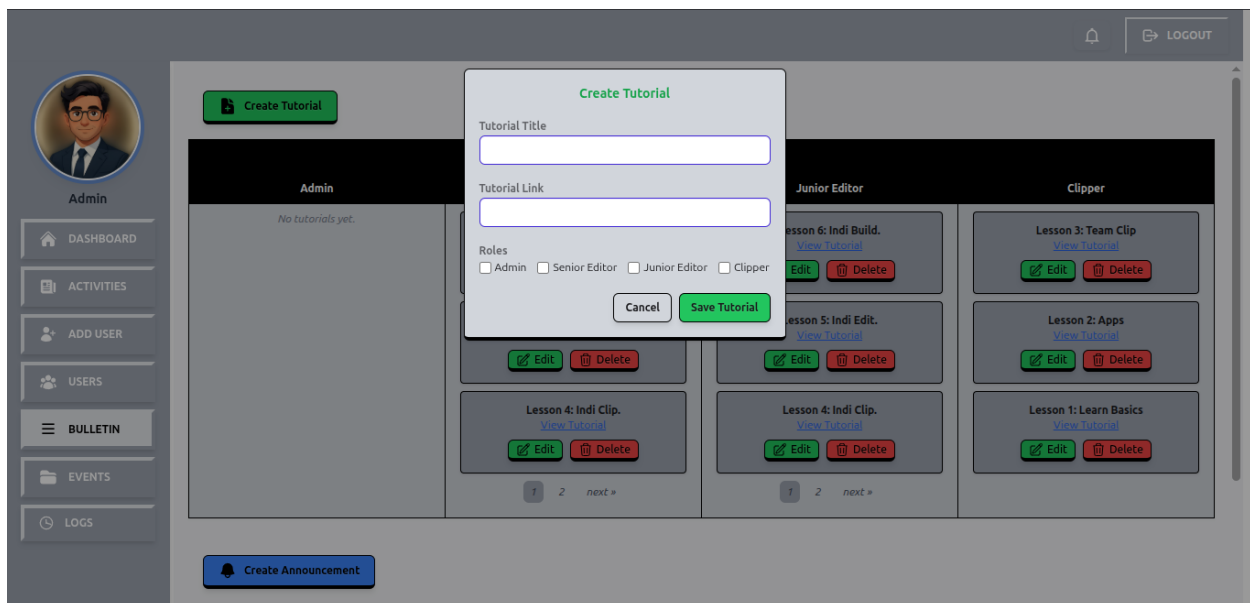 LOGOUT
Create Tutorial
Create Tutorial
Tutorial Title
Tutorial Link
Roles
Admin Senior Editor Junior Editor Clipper
Cancel Save Tutorial
Admin
DASHBOARD
ACTIVITIES
ADD USER
USERS
BULLETIN
EVENTS
LOGS
Admin
No tutorials yet.
Edit Delete
Lesson 4: Indi Clip.
View Tutorial
Edit Delete
1 2 next »
Junior Editor
esson 6: Indi Build.
View Tutorial
Edit Delete
esson 5: Indi Edit.
View Tutorial
Edit Delete
Lesson 4: Indi Clip.
View Tutorial
Edit Delete
1 2 next »
Clipper
Lesson 3: Team Clip
View Tutorial
Edit Delete
Lesson 2: Apps
View Tutorial
Edit Delete
Lesson 1: Learn Basics
View Tutorial
Edit Delete
Create Announcement